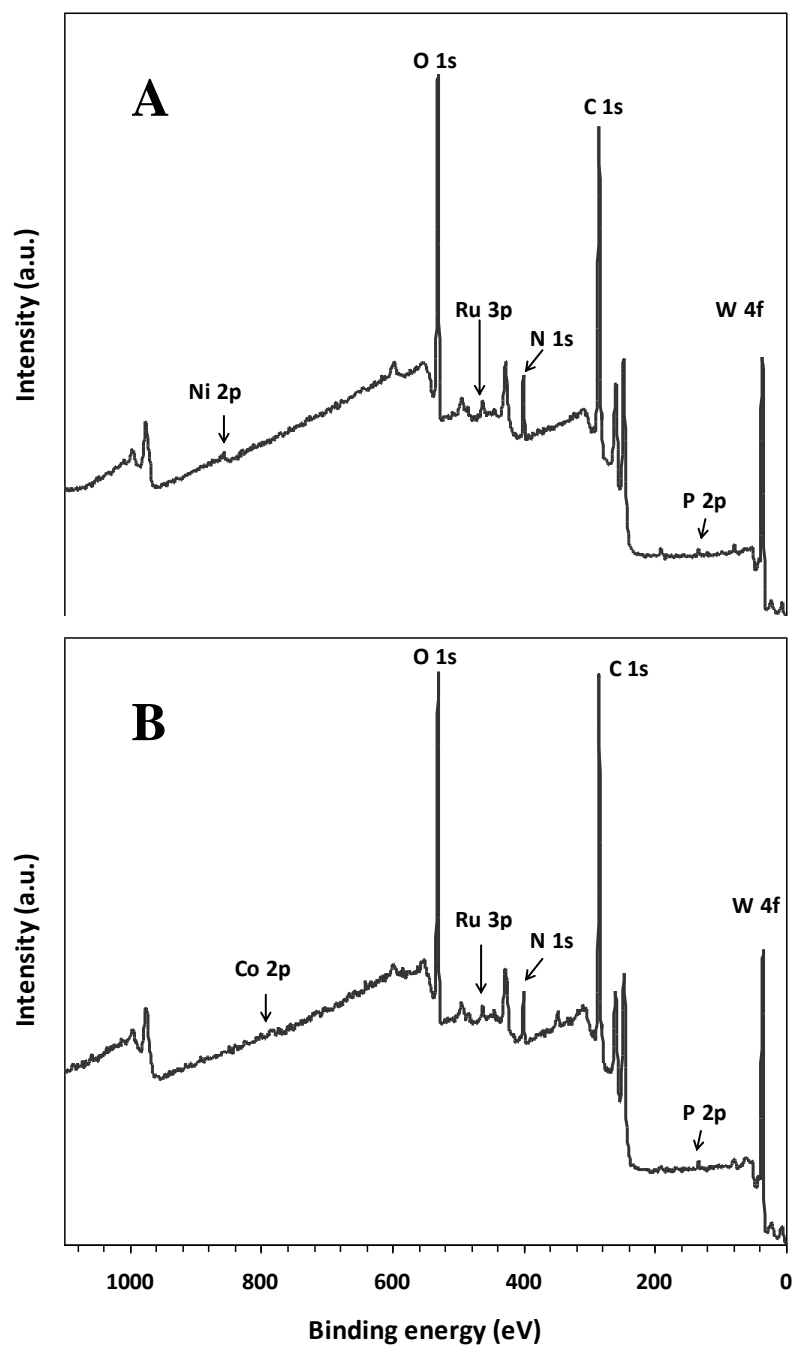 A
O 1s
C 1s
Ru 3p
N 1s
W 4f
Ni 2p
P 2p
Intensity (a.u.)
B
O 1s
C 1s
Ru 3p
N 1s
W 4f
Co 2p
P 2p
Intensity (a.u.)
1000 800 600 400 200 0
Binding energy (eV)